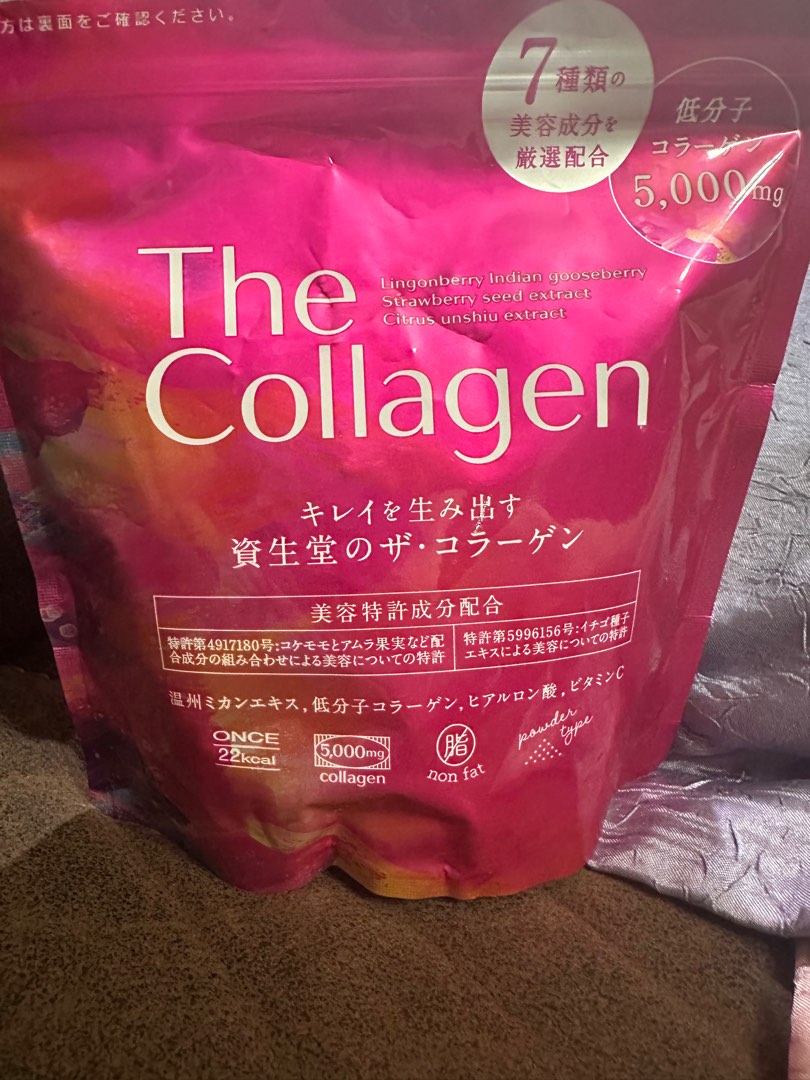 方は裏面をご確認ください。
7種類の
美容成分を
厳選配合
低分子
コラーゲン
5,000mg
The
Collagen
Lingonberry Indian gooseberry
Strawberry seed extract
Citrus unshiu extract
キレイを生み出す
資生堂のザ・コラーゲン
美容特許成分配合
特許第4917180号:コケモモとアムラ果実など配
合成分の組み合わせによる美容についての特許
特許第5996156号:イチゴ種子
エキスによる美容についての特許
温州ミカンエキス,低分子コラーゲン,ヒアルロン酸,ビタミンC
ONCE
22kcal
5,000mg
collagen
脂
non fat
powder
type